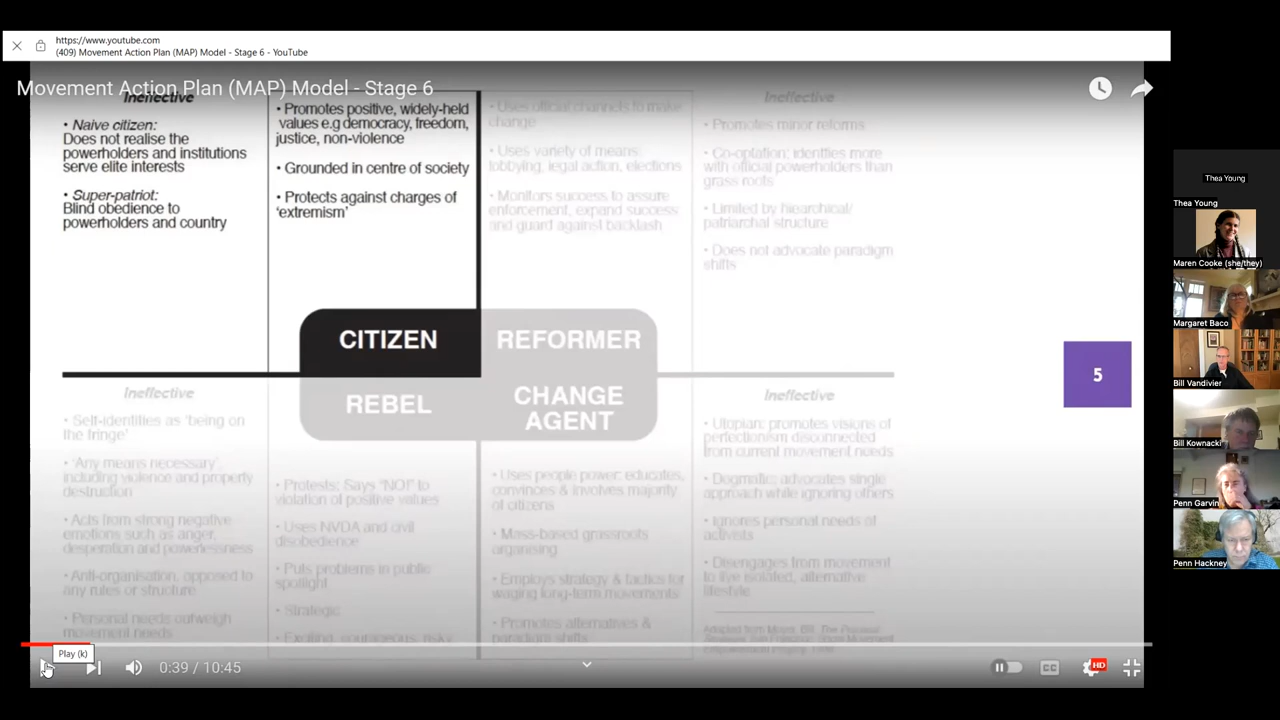 https://www.youtube.com
(409) Movement Action Plan (MAP) Model - Stage 6 - YouTube
Movement Action Plan (MAP) Model - Stage 6
Ineffective
• Naive citizen:
Does not realise the
powerholders and institutions
serve elite interests
• Super-patriot:
Blind obedience to
powerholders and country
• Promotes positive, widely-held
values e.g democracy, freedom,
justice, non-violence
• Grounded in centre of society
• Protects against charges of
'extremism'
• Uses official channels to make
change
• Uses variety of means:
lobbying, legal action, elections
• Monitors success to assure
enforcement, expand success
and guard against backlash
Ineffective
• Promotes minor reforms
• Co-optation: identifies more
with official powerholders than
grass roots
• Limited by hierarchical/
patriarchal structure
• Does not advocate paradigm
shifts
CITIZEN
REFORMER
REBEL
CHANGE
AGENT
5
Ineffective
• Self-identifies as 'being on
the fringe'
• 'Any means necessary'
including violence and property
destruction
• Acts from strong negative
emotions such as anger,
desperation and powerlessness
• Anti-organisation, opposed to
any rules or structure
• Personal needs outweigh
movement needs
• Protests: Says "NO!" to
violation of positive values
• Uses NVDA and civil
disobedience
• Puts problems in public
spotlight
• Strategic
• Exciting, courageous, risky
• Uses people power: educates,
convinces & involves majority
of citizens
• Mass-based grassroots
organising
• Employs strategy & tactics for
waging long-term movements
• Promotes alternatives &
paradigm shifts
Ineffective
• Utopian: promotes visions of
perfectionism disconnected
from current movement needs
• Dogmatic: advocates single
approach while ignoring others
• Ignores personal needs of
activists
• Disengages from movement
to live isolated, alternative
lifestyle
Adapted from Moyer, Bill, The
Play (k)
0:39 / 10:45
CC
HD
Thea Young
Thea Young
Maren Cooke (she/they)
Margaret Baco
Bill Vandivier
Bill Kownacki
Penn Garvin
Penn Hackney